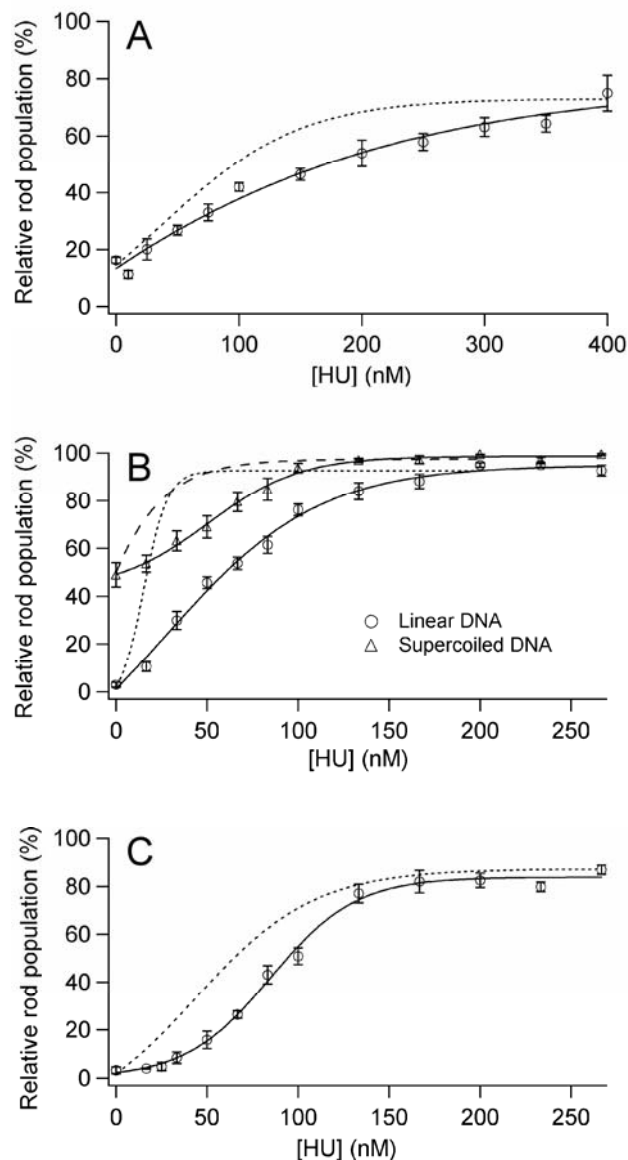 A
Relative rod population (%)
100
80
60
40
20
0
0 100 200 300 400
[HU] (nM)
B
Relative rod population (%)
100
80
60
40
20
0
Linear DNA
Supercoiled DNA
0 50 100 150 200 250
[HU] (nM)
C
Relative rod population (%)
100
80
60
40
20
0
0 50 100 150 200 250
[HU] (nM)